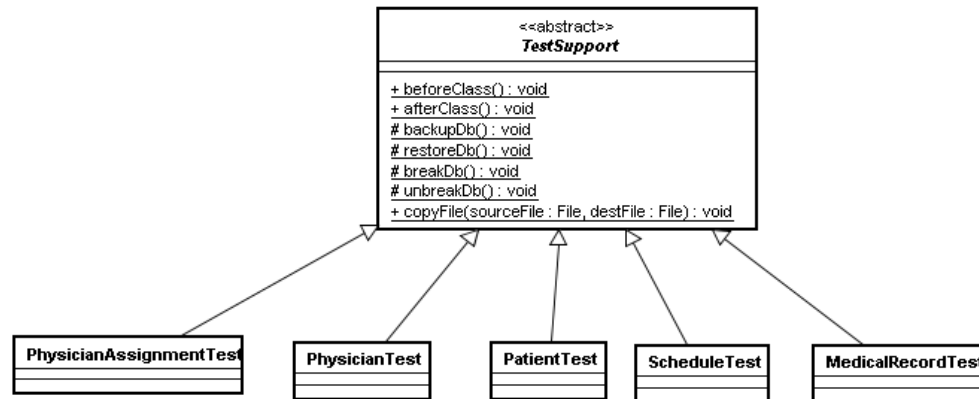 <<abstract>>
TestSupport
+ beforeClass() : void
+ afterClass() : void
# backupDb() : void
# restoreDb() : void
# breakDb() : void
# unbreakDb() : void
+ copyFile(sourceFile : File, destFile : File) : void
PhysicianAssignmentTest
PhysicianTest
PatientTest
ScheduleTest
MedicalRecordTest